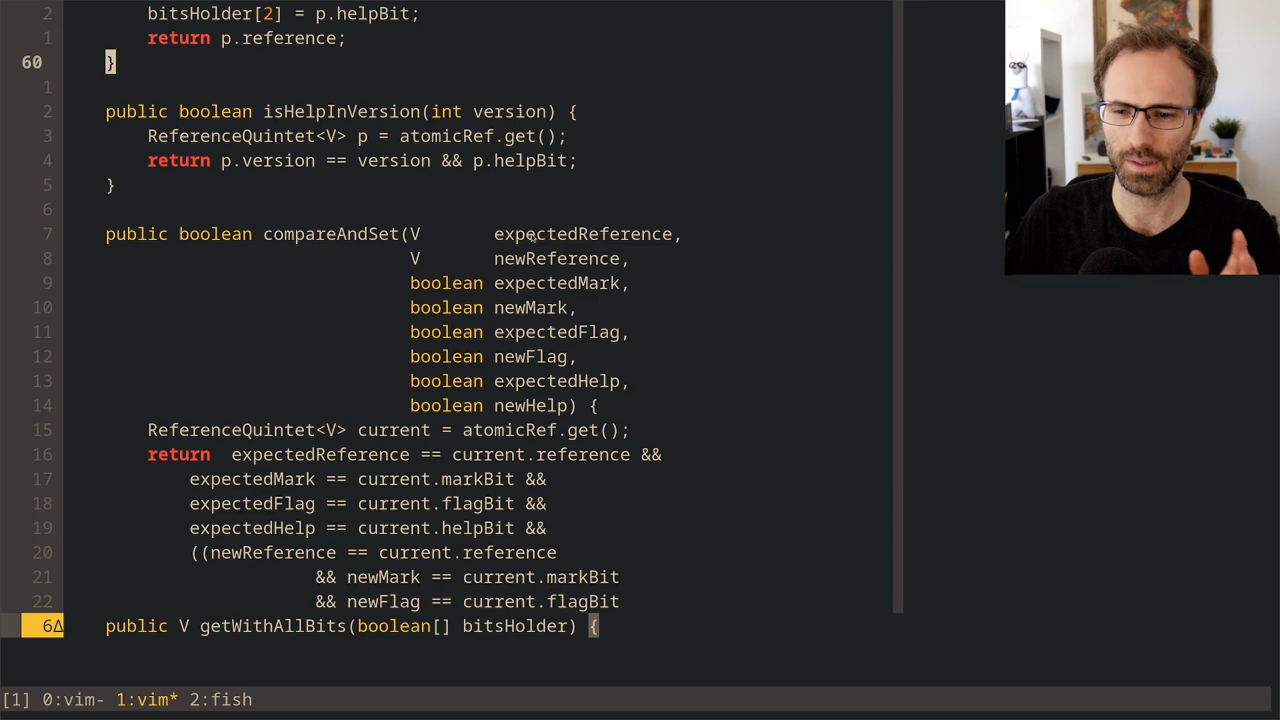 2 bitsHolder[2] = p.helpBit;
1 return p.reference;
60 }
1
2 public boolean isHelpInVersion(int version) {
3 ReferenceQuintet<V> p = atomicRef.get();
4 return p.version == version && p.helpBit;
5 }
6
7 public boolean compareAndSet(V expectedReference,
8 V newReference,
9 boolean expectedMark,
10 boolean newMark,
11 boolean expectedFlag,
12 boolean newFlag,
13 boolean expectedHelp,
14 boolean newHelp) {
15 ReferenceQuintet<V> current = atomicRef.get();
16 return expectedReference == current.reference &&
17 expectedMark == current.markBit &&
18 expectedFlag == current.flagBit &&
19 expectedHelp == current.helpBit &&
20 ((newReference == current.reference
21 && newMark == current.markBit
22 && newFlag == current.flagBit
6Δ public V getWithAllBits(boolean[] bitsHolder) {
[1] 0:vim- 1:vim* 2:fish